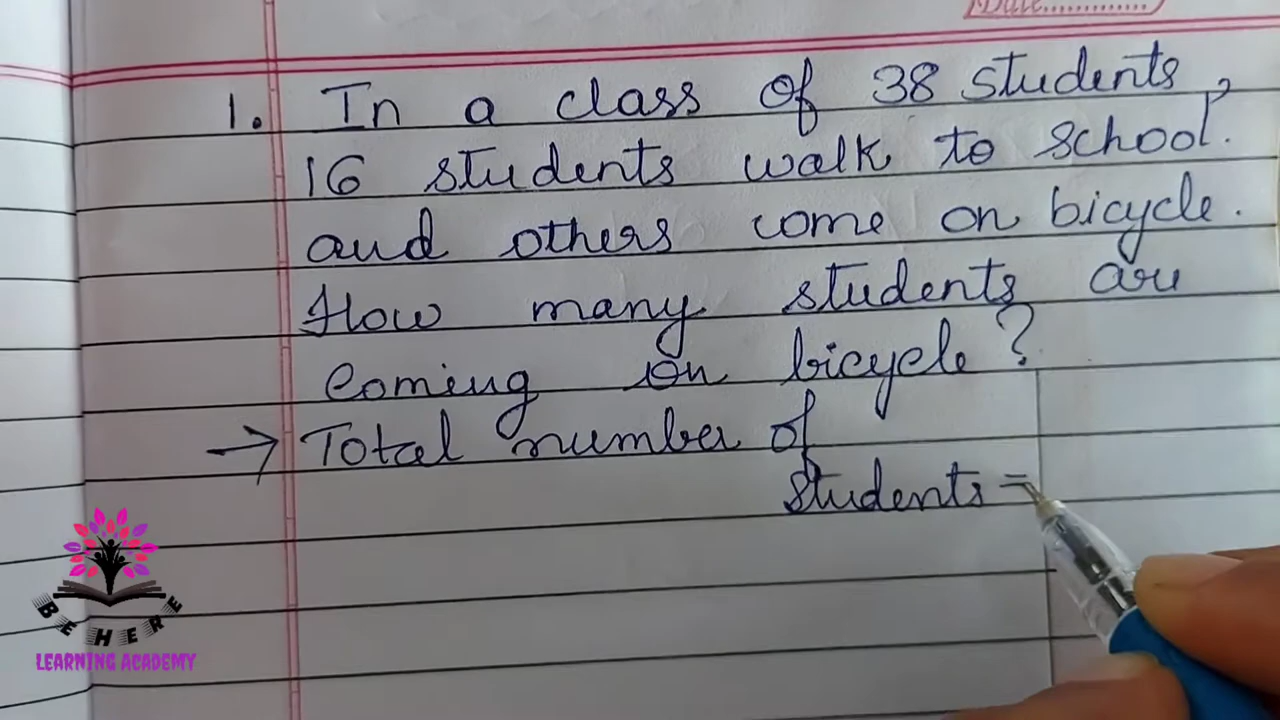 Date.............
1. In a class of 38 students,
16 students walk to school.
and others come on bicycle.
How many students are
coming on bicycle?
→ Total number of
students =
BE HERE
LEARNING ACADEMY